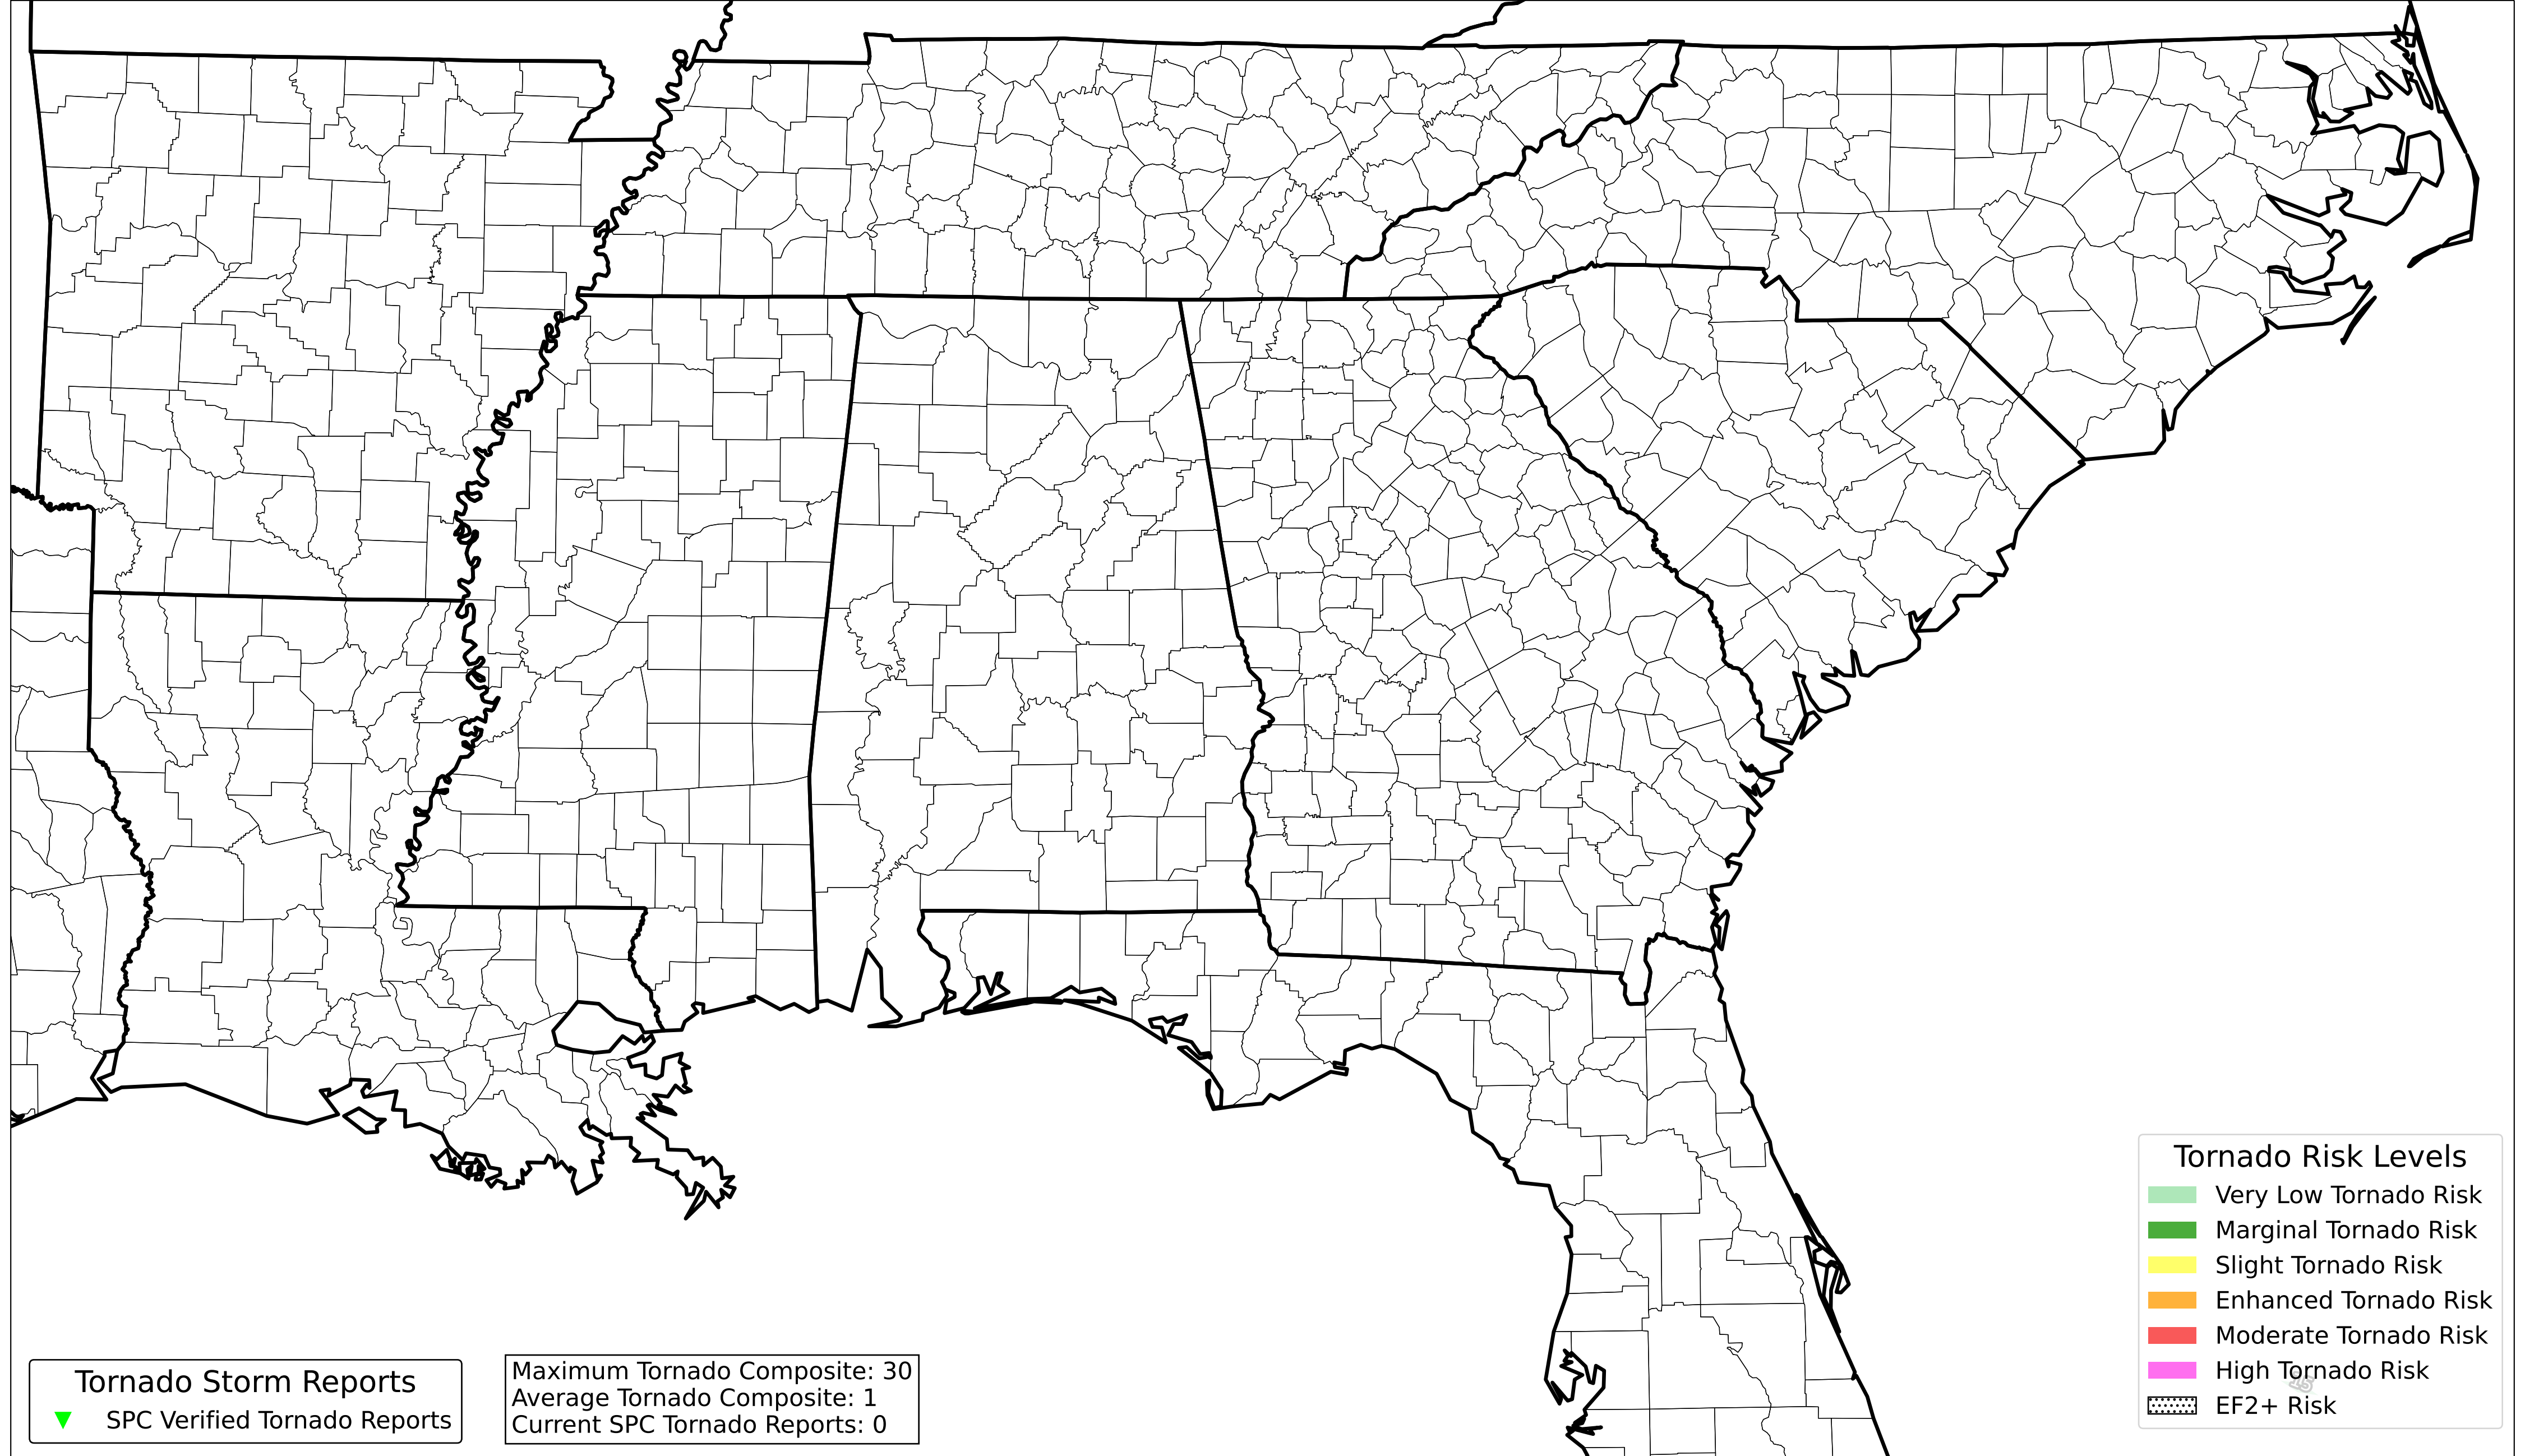 Tornado Risk Levels
Very Low Tornado Risk
Marginal Tornado Risk
Slight Tornado Risk
Enhanced Tornado Risk
Moderate Tornado Risk
High Tornado Risk
15
EF2+ Risk
Tornado Storm Reports
SPC Verified Tornado Reports
Maximum Tornado Composite: 30
Average Tornado Composite: 1
Current SPC Tornado Reports: 0